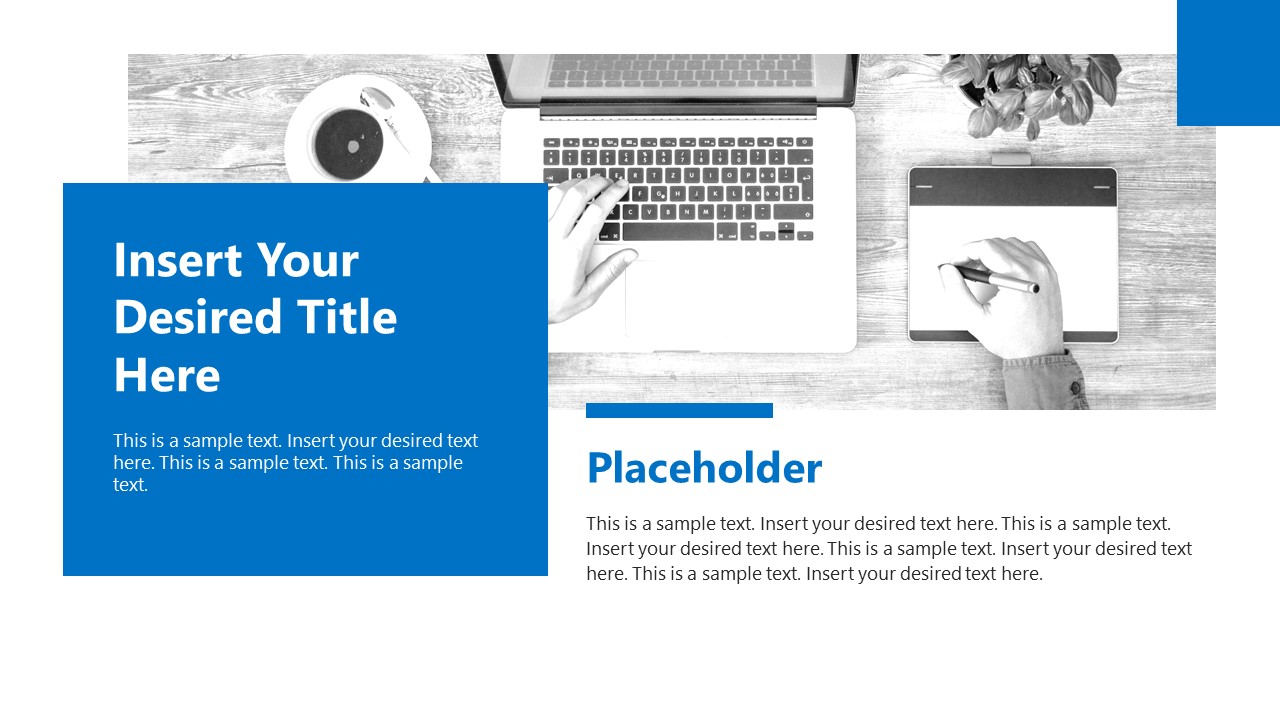 Insert Your
Desired Title
Here
This is a sample text. Insert your desired text
here. This is a sample text. This is a sample
text.
Placeholder
This is a sample text. Insert your desired text here. This is a sample text.
Insert your desired text here. This is a sample text. Insert your desired text
here. This is a sample text. Insert your desired text here.